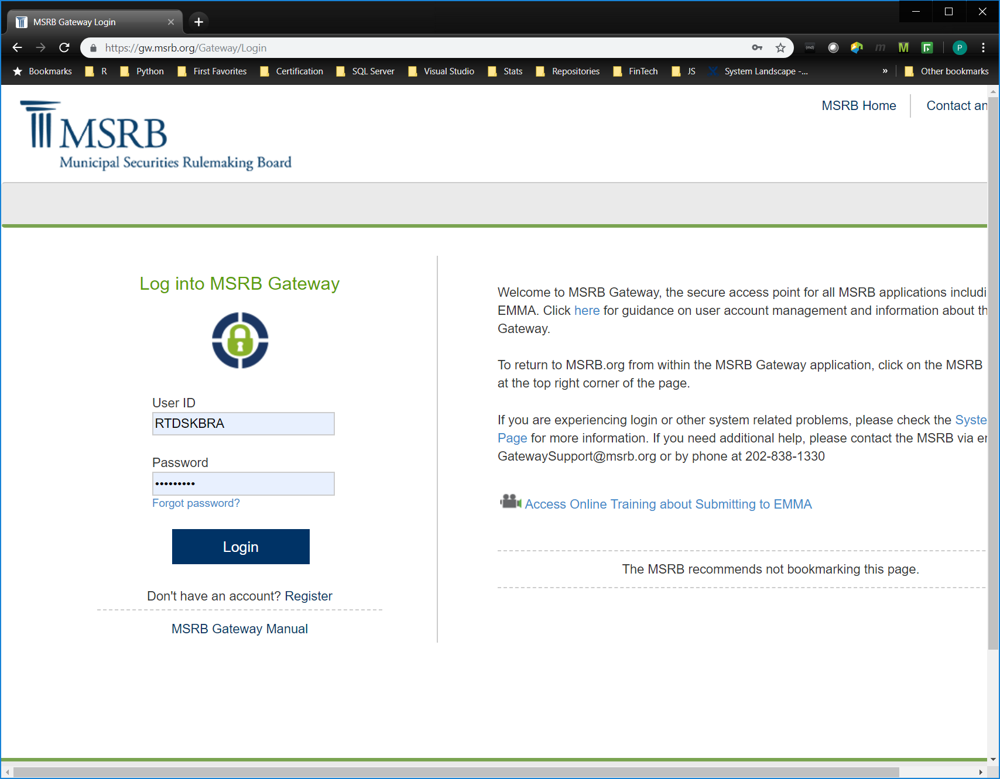 MSRB Gateway Login
https://gw.msrb.org/Gateway/Login
P
Bookmarks R Python First Favorites Certification SQL Server Visual Studio Stats Repositories FinTech JS System Landscape -... » Other bookmarks
MSRB Home Contact an
MSRB
Municipal Securities Rulemaking Board
Log into MSRB Gateway
User ID
RTDSKBRA
Password
•••••••••
Forgot password?
Login
Don't have an account? Register
MSRB Gateway Manual
Welcome to MSRB Gateway, the secure access point for all MSRB applications includi
EMMA. Click here for guidance on user account management and information about th
Gateway.
To return to MSRB.org from within the MSRB Gateway application, click on the MSRB
at the top right corner of the page.
If you are experiencing login or other system related problems, please check the Syste
Page for more information. If you need additional help, please contact the MSRB via e
GatewaySupport@msrb.org or by phone at 202-838-1330
Access Online Training about Submitting to EMMA
The MSRB recommends not bookmarking this page.